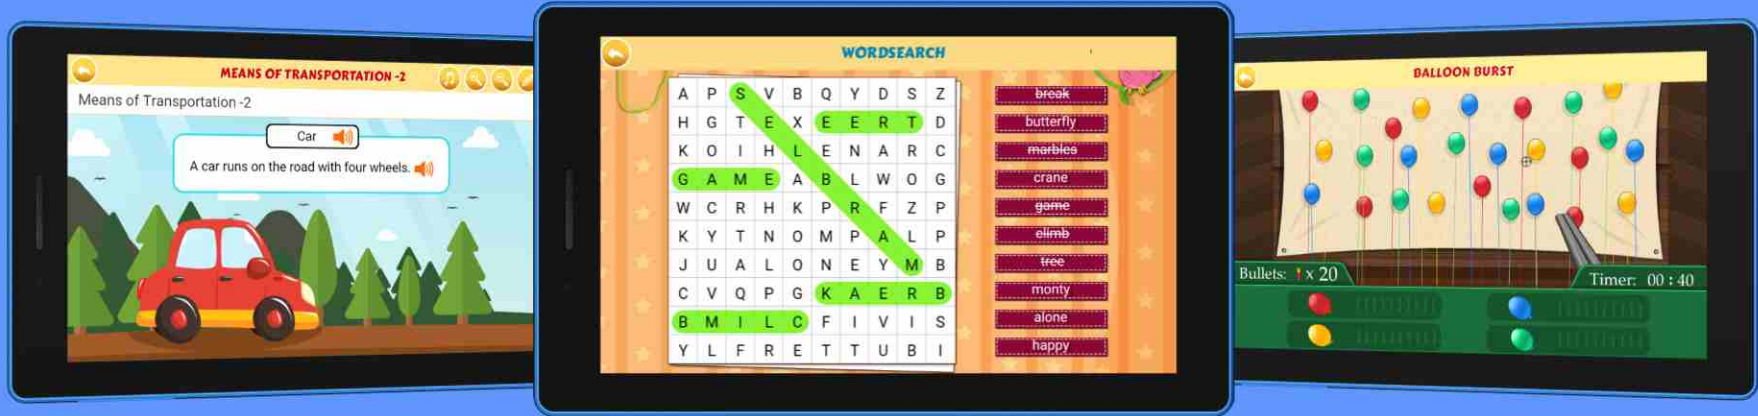 MEANS OF TRANSPORTATION -2
Means of Transportation -2
Car
A car runs on the road with four wheels.
WORDSEARCH
A P S V B Q Y D S Z
H G T E X E E R T D
K O I H L E N A R C
G A M E A B L W O G
W C R H K P R F Z P
K Y T N O M P A L P
J U A L O N E Y M B
C V Q P G K A E R B
B M I L C F I V I S
Y L F R E T T U B I
break
butterfly
marbles
crane
game
climb
tree
monty
alone
happy
BALLOON BURST
Bullets: x 20
Timer: 00 : 40